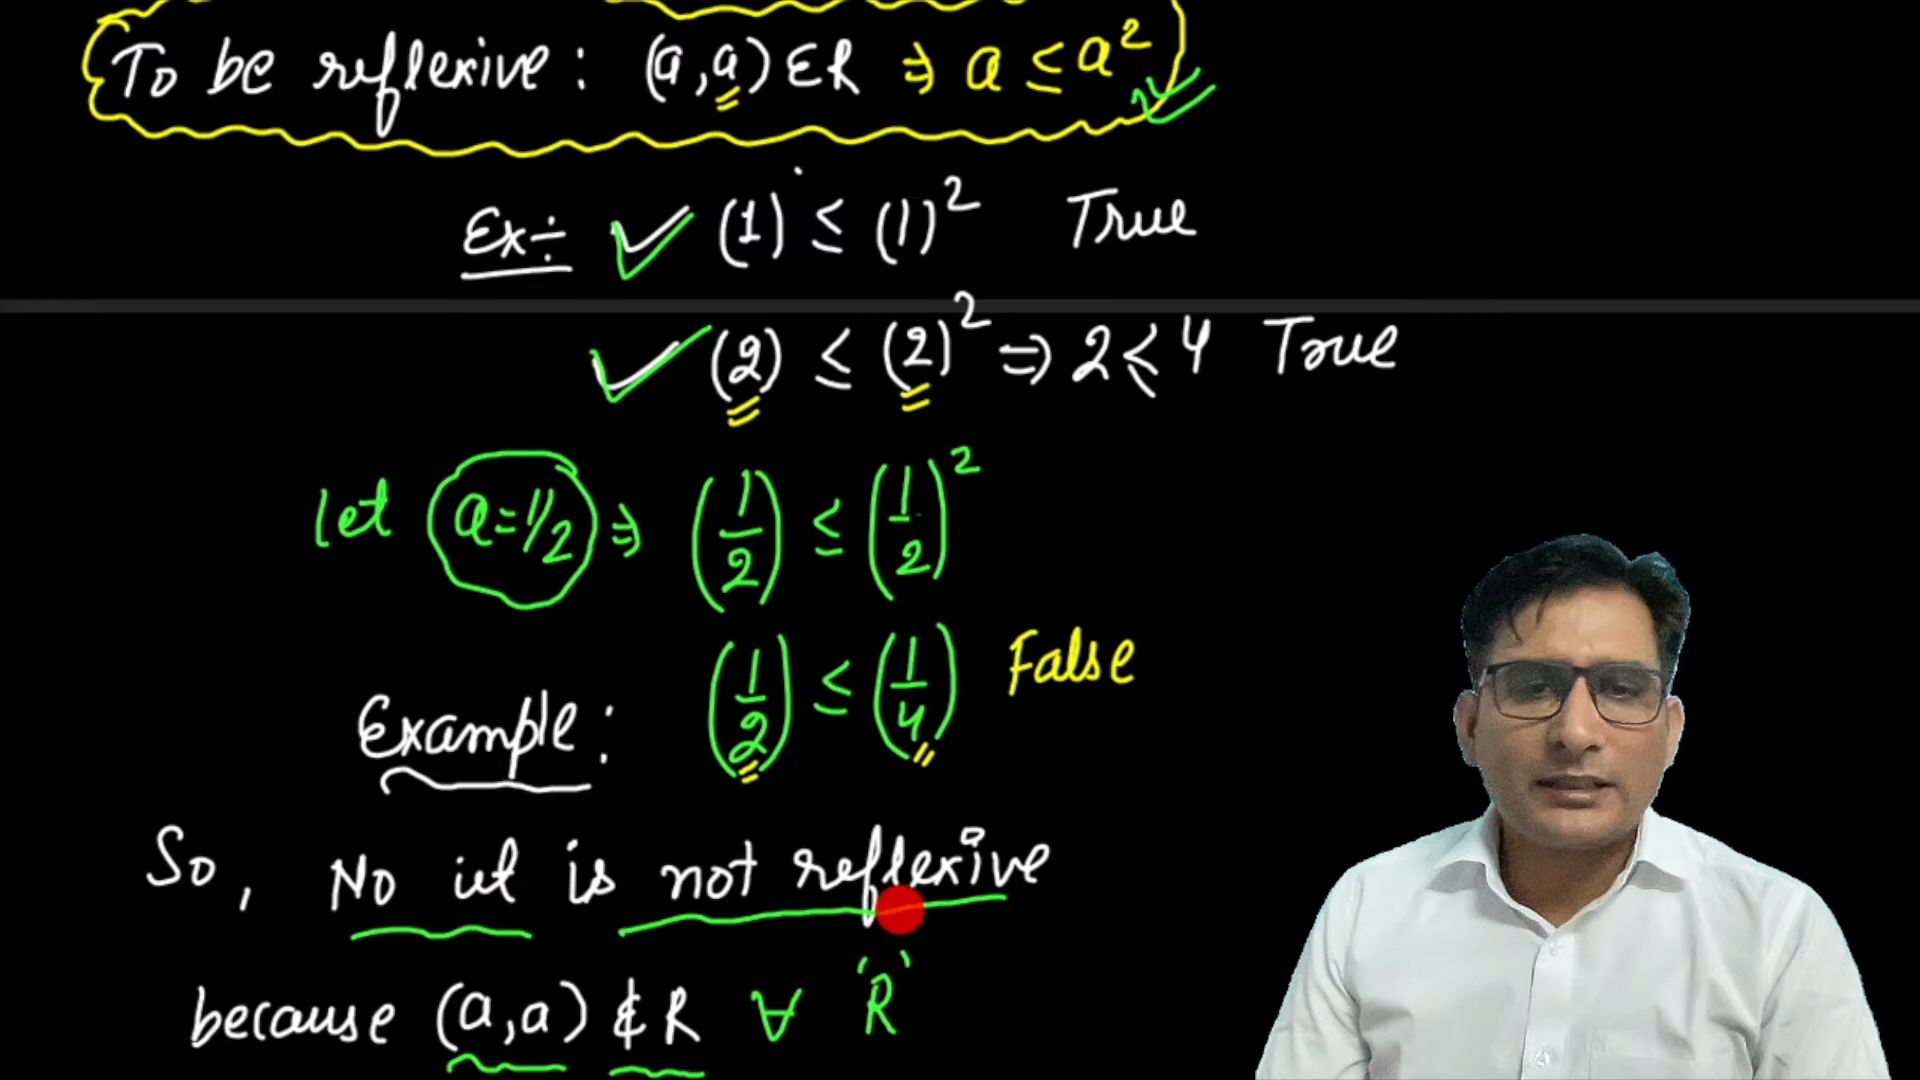 To be reflexive: (a,a) ∈ R ⇒ a ≤ a²
Ex:- (1) ≤ (1)² True
(2) ≤ (2)² ⇒ 2 ≤ 4 True
let a=1/2 ⇒ (1/2) ≤ (1/2)²
Example: (1/2) ≤ (1/4) False
So, No it is not reflexive
because (a,a) ∉ R ∀ 'R'